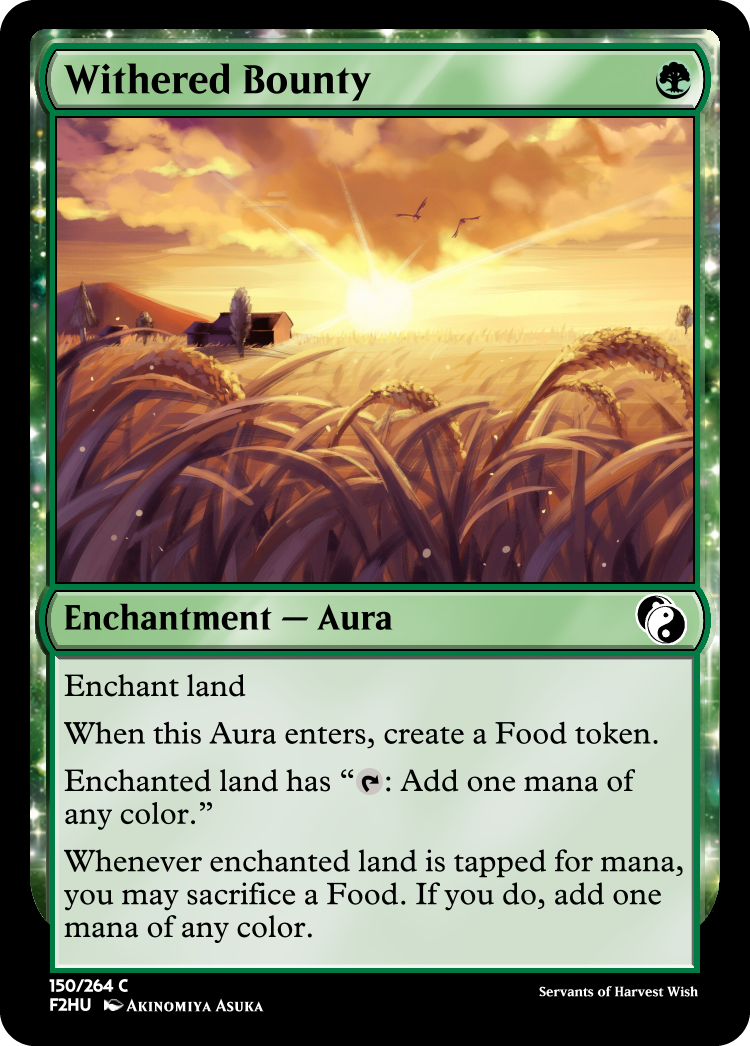 Withered Bounty
Enchantment — Aura
Enchant land
When this Aura enters, create a Food token.
Enchanted land has “: Add one mana of
any color.”
Whenever enchanted land is tapped for mana,
you may sacrifice a Food. If you do, add one
mana of any color.
150/264 C
F2HU Akinomiya Asuka
Servants of Harvest Wish